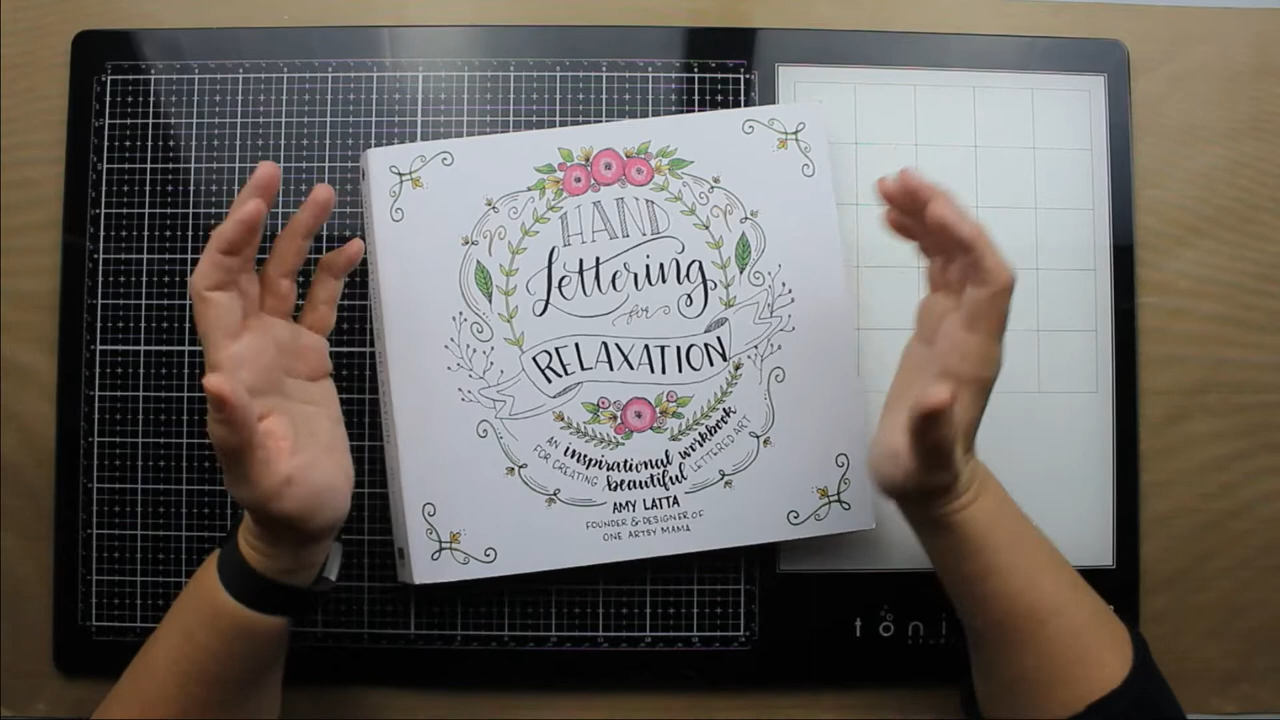 HAND
Lettering
for
RELAXATION
AN inspirational workbook
FOR CREATING beautiful LETTERED ART
AMY LATTA
FOUNDER & DESIGNER OF
ONE ARTSY MAMA
toni